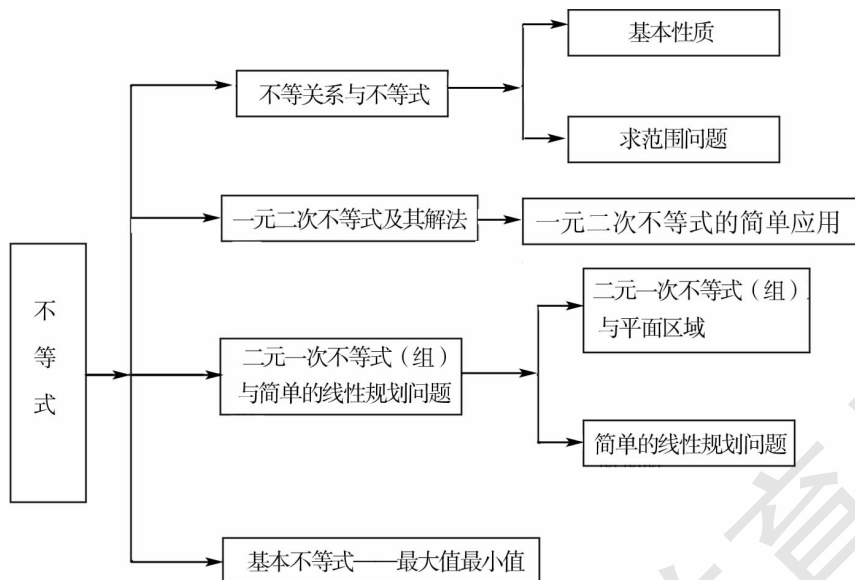 基本性质
不等关系与不等式
求范围问题
一元二次不等式及其解法
一元二次不等式的简单应用
不
等
式
二元一次不等式（组）
与平面区域
二元一次不等式（组）
与简单的线性规划问题
简单的线性规划问题
基本不等式——最大值最小值
育